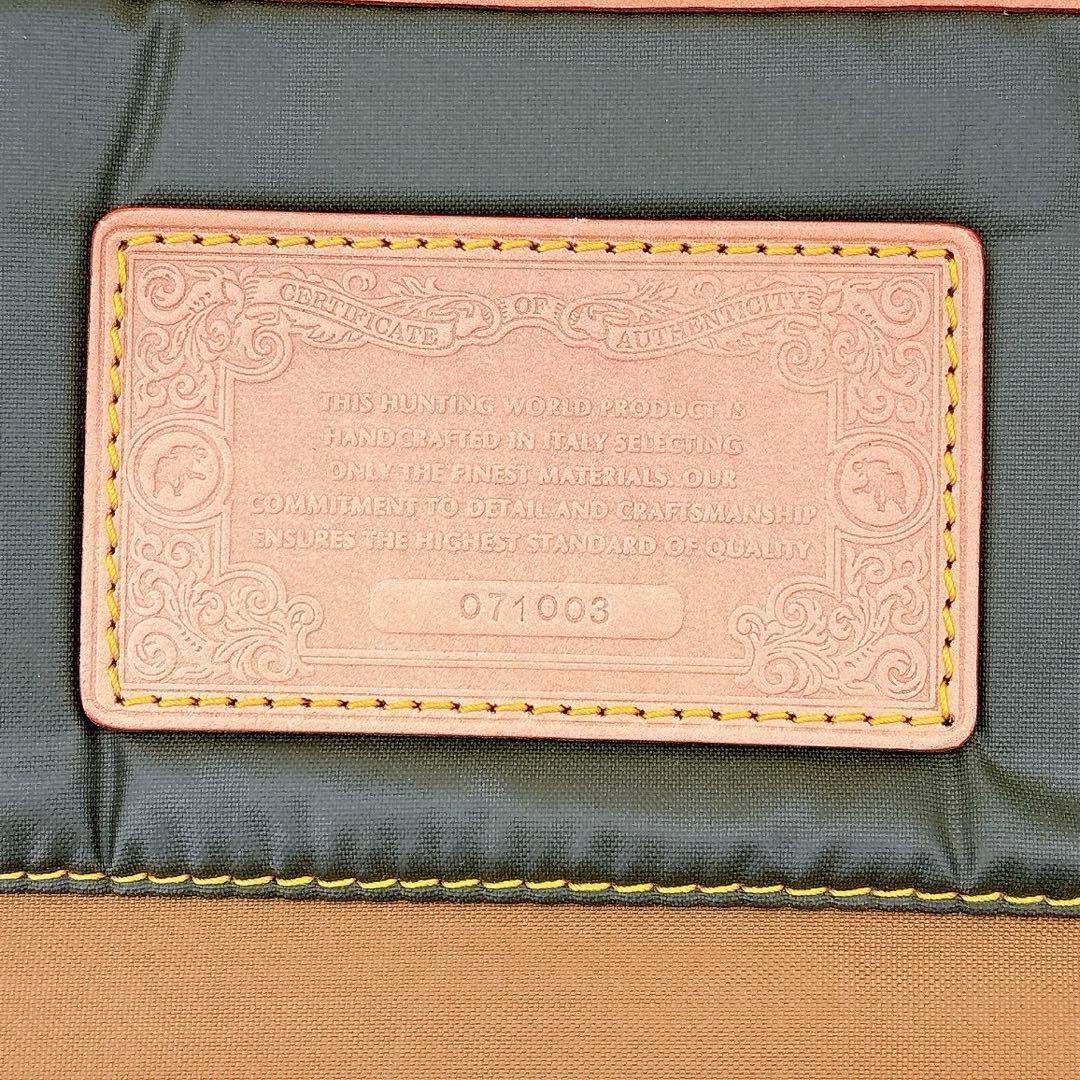 CERTIFICATE OF AUTHENTICITY
THIS HUNTING WORLD PRODUCT IS
HANDCRAFTED IN ITALY SELECTING
ONLY THE FINEST MATERIALS. OUR
COMMITMENT TO DETAIL AND CRAFTSMANSHIP
ENSURES THE HIGHEST STANDARD OF QUALITY
071003